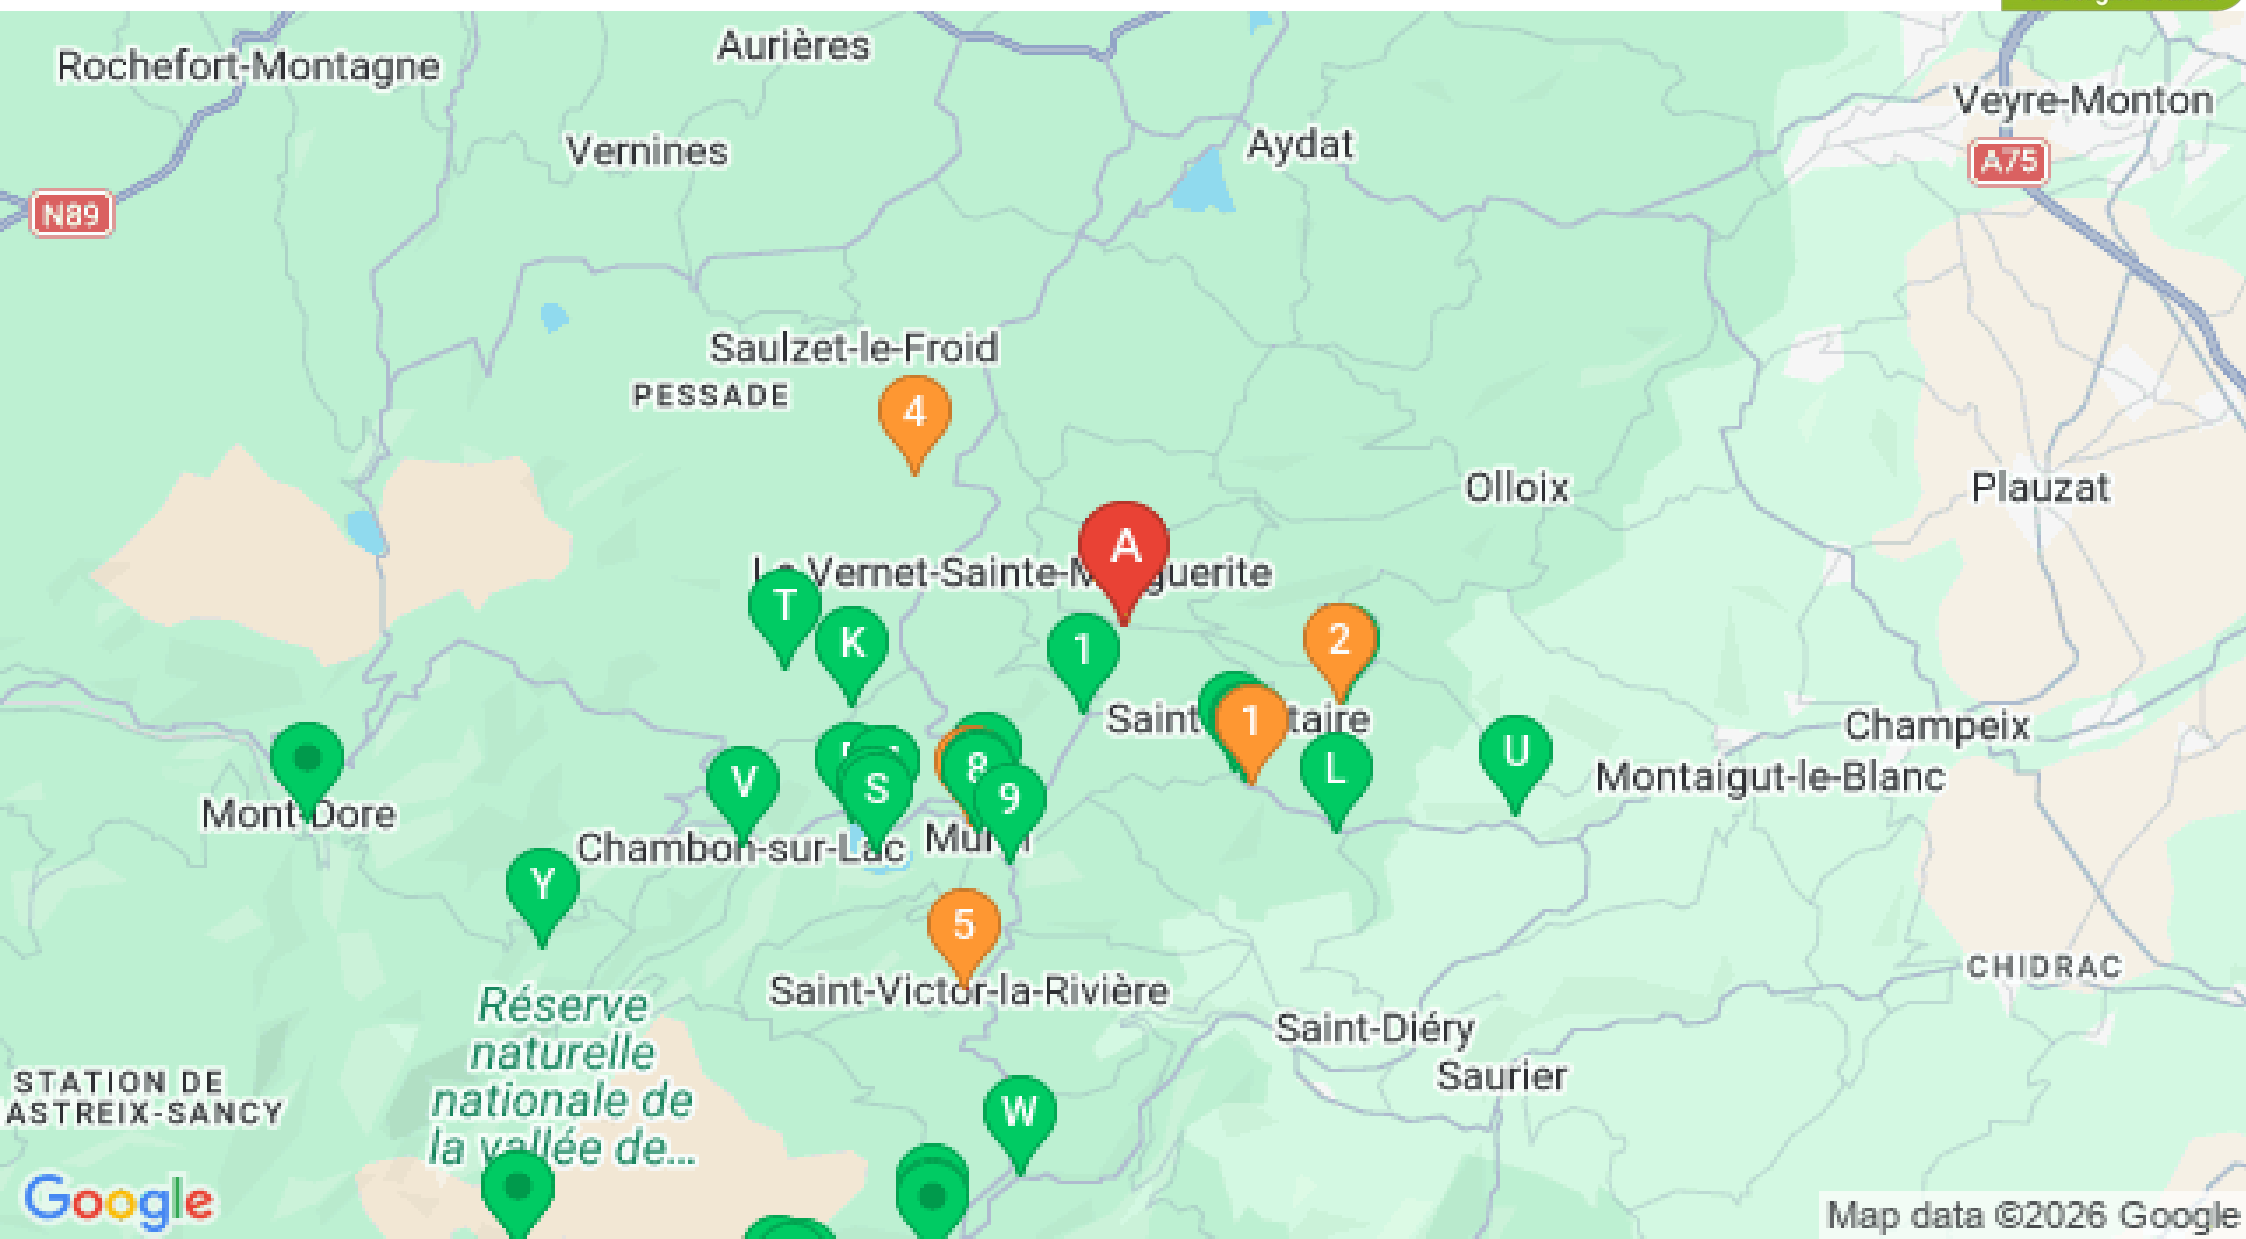 Aurières
Rochefort-Montagne
Veyre-Monton
Vernines
Aydat
A75
N89
Saulzet-le-Froid
PESSADE
4
Olloix
Plauzat
A
Le Vernet-Sainte-Marguerite
T
K
1
2
Saint
taire
1
Champeix
U
Montaigut-le-Blanc
L
V
S
8
9
Mont-Dore
Chambon-sur-Lac
Y
5
CHIDRAC
Saint-Victor-la-Rivière
Réserve
naturelle
nationale de
la vallée de...
Saint-Diéry
Saurier
STATION DE
ASTREIX-SANCY
W
Google
Map data ©2026 Google